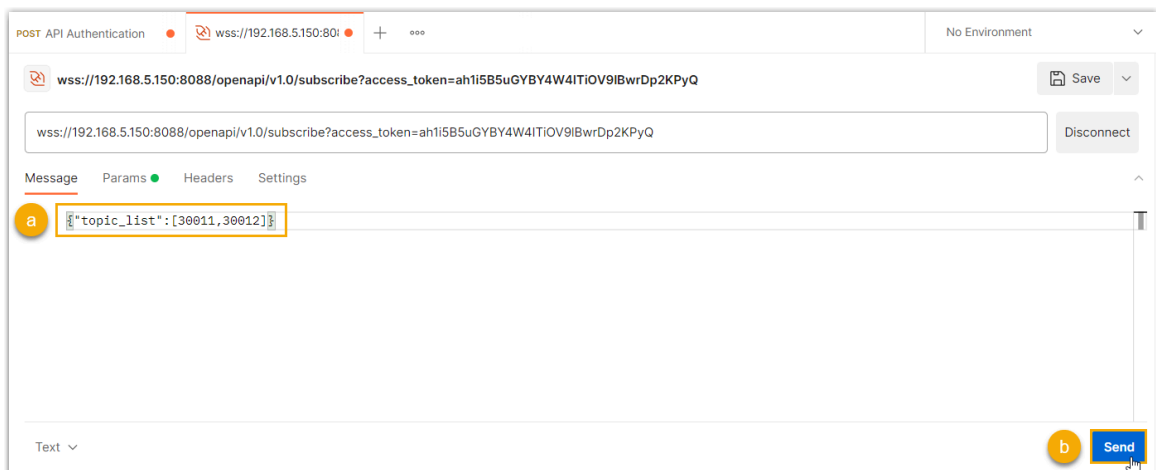 POST API Authentication
wss://192.168.5.150:80
No Environment
wss://192.168.5.150:8088/openapi/v1.0/subscribe?access_token=ah1i5B5uGYBY4W4ITiOV9IBwrDp2KPyQ
Save
wss://192.168.5.150:8088/openapi/v1.0/subscribe?access_token=ah1i5B5uGYBY4W4ITiOV9IBwrDp2KPyQ
Disconnect
Message Params Headers Settings
a
{"topic_list":[30011,30012]}
Text
b
Send